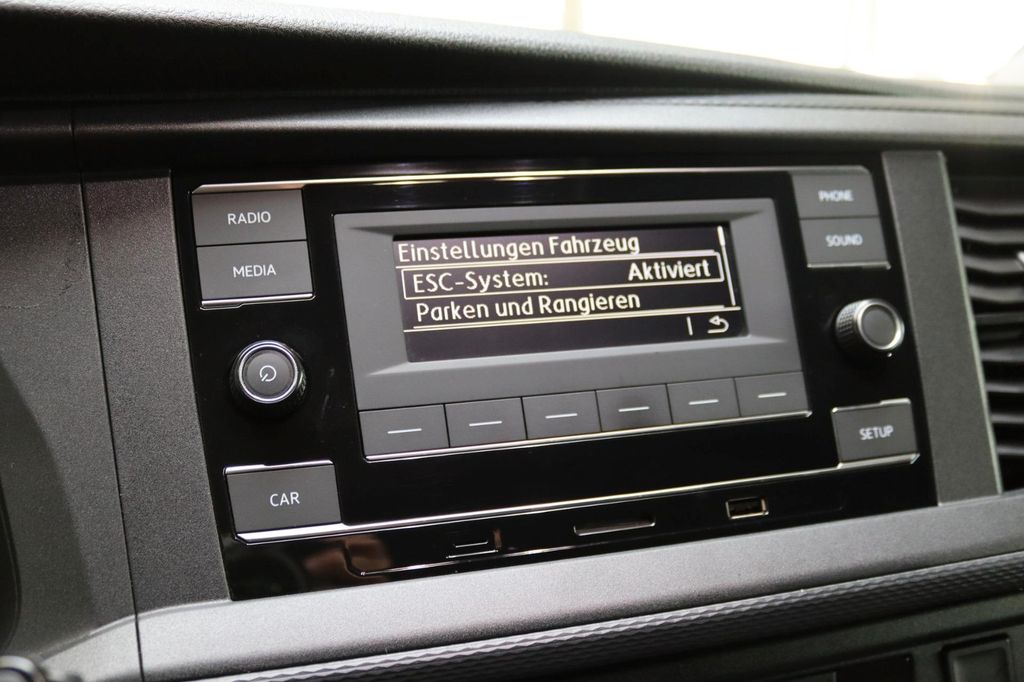 RADIO
MEDIA
PHONE
SOUND
Einstellungen Fahrzeug
ESC-System: Aktiviert
Parken und Rangieren
CAR
SETUP